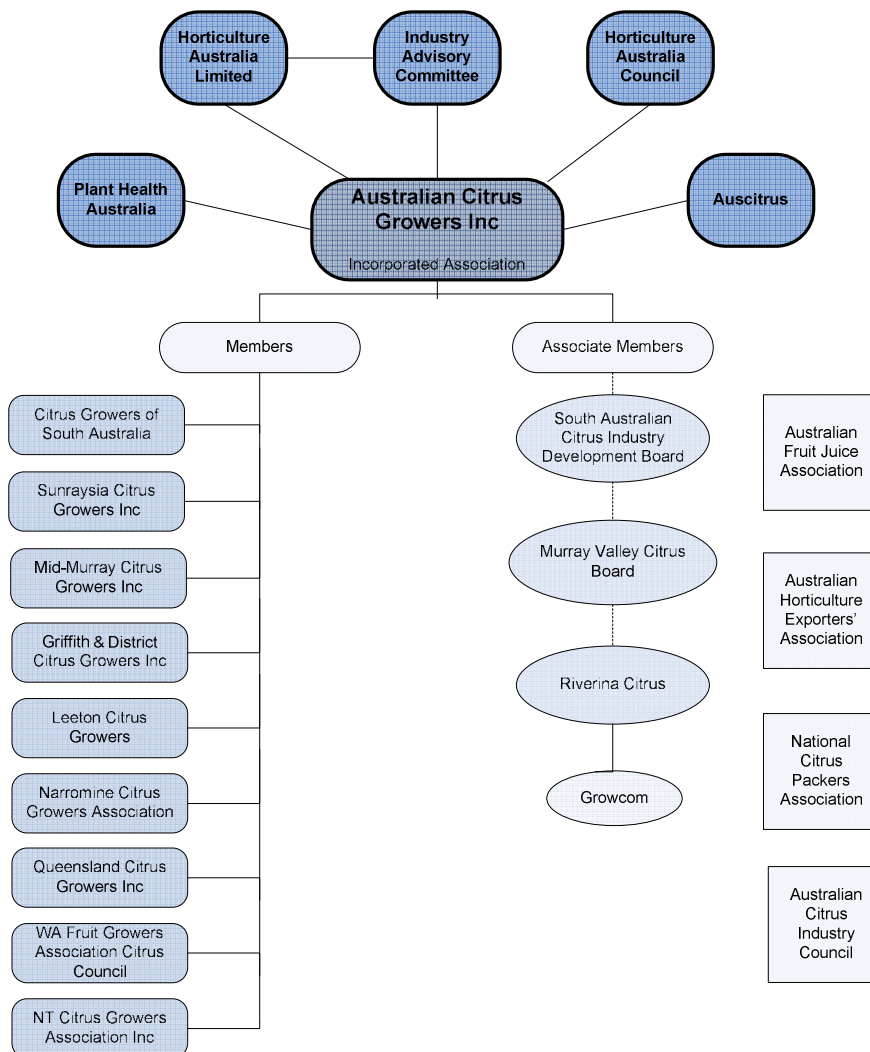 Horticulture
Australia
Limited
Industry
Advisory
Committee
Horticulture
Australia
Council
Plant Health
Australia
Australian Citrus
Growers Inc
Incorporated Association
Auscitrus
Members
Associate Members
Citrus Growers of
South Australia
Sunraysia Citrus
Growers Inc
Mid-Murray Citrus
Growers Inc
Griffith & District
Citrus Growers Inc
Leeton Citrus
Growers
Narromine Citrus
Growers Association
Queensland Citrus
Growers Inc
WA Fruit Growers
Association Citrus
Council
NT Citrus Growers
Association Inc
South Australian
Citrus Industry
Development Board
Murray Valley Citrus
Board
Riverina Citrus
Growcom
Australian
Fruit Juice
Association
Australian
Horticulture
Exporters’
Association
National
Citrus
Packers
Association
Australian
Citrus
Industry
Council